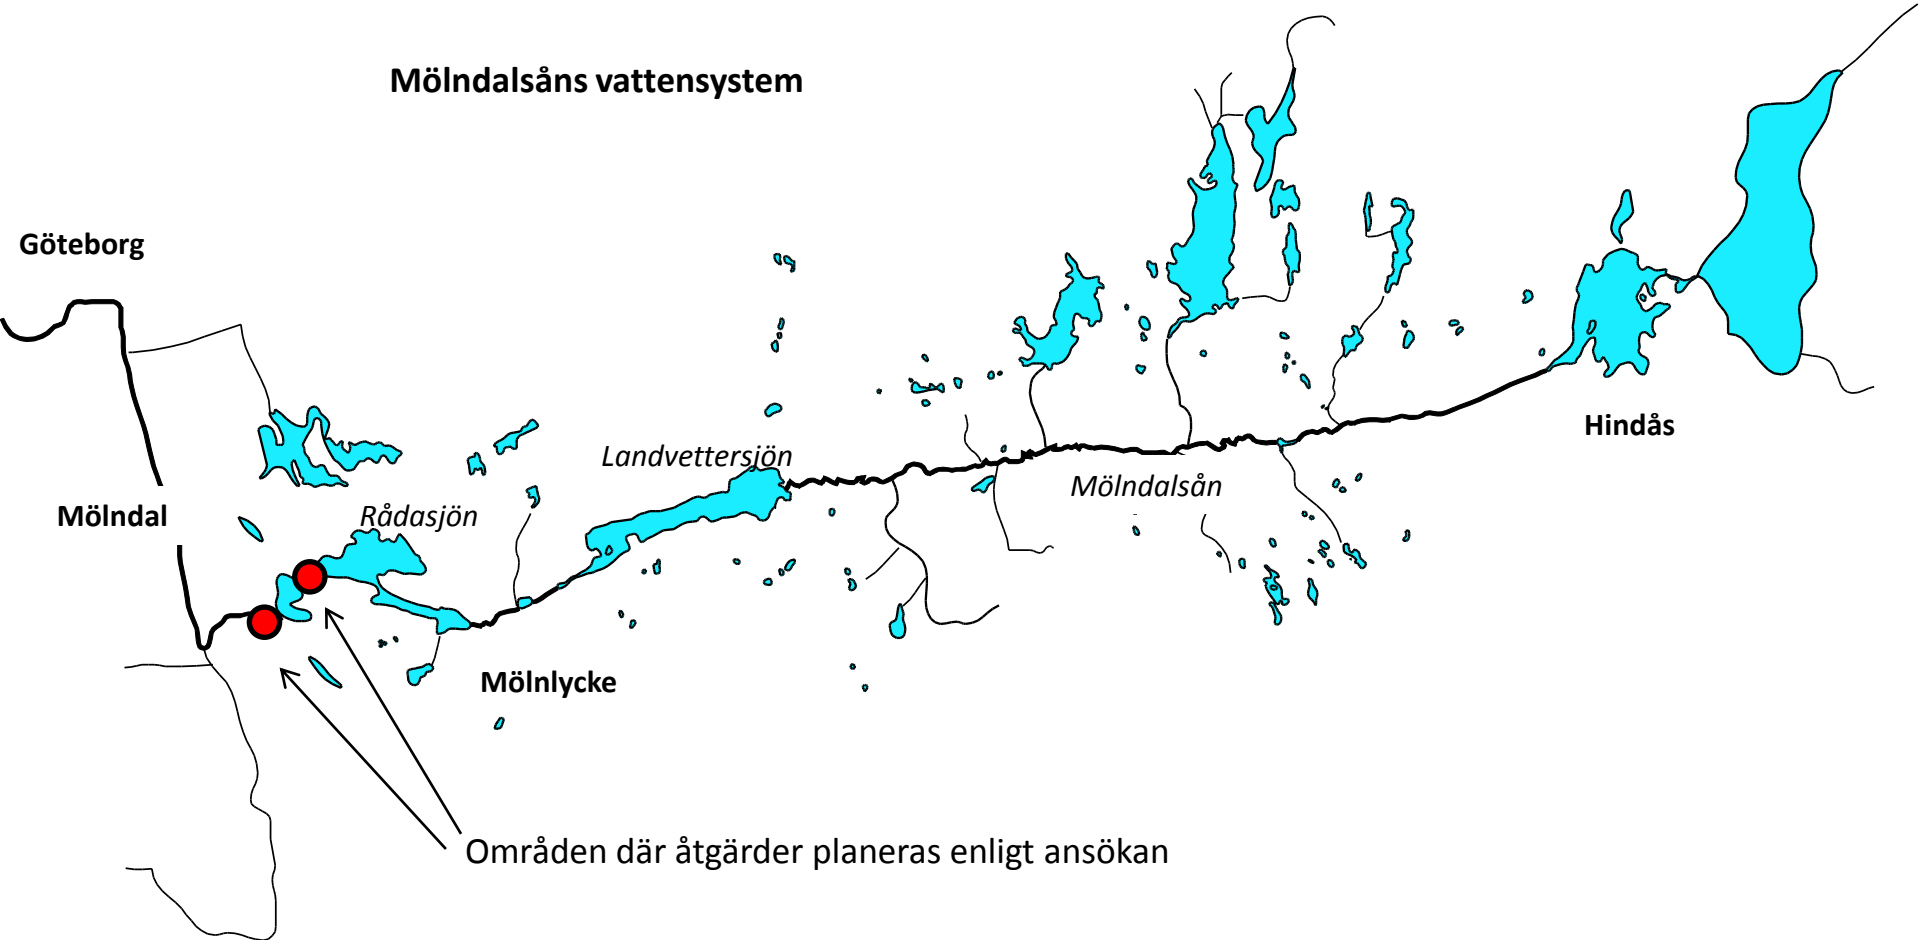 Mölndalsåns vattensystem
Göteborg
Hindås
Landvettersjön
Mölndalsån
Mölndal
Rådasjön
Mölnlycke
Områden där åtgärder planeras enligt ansökan